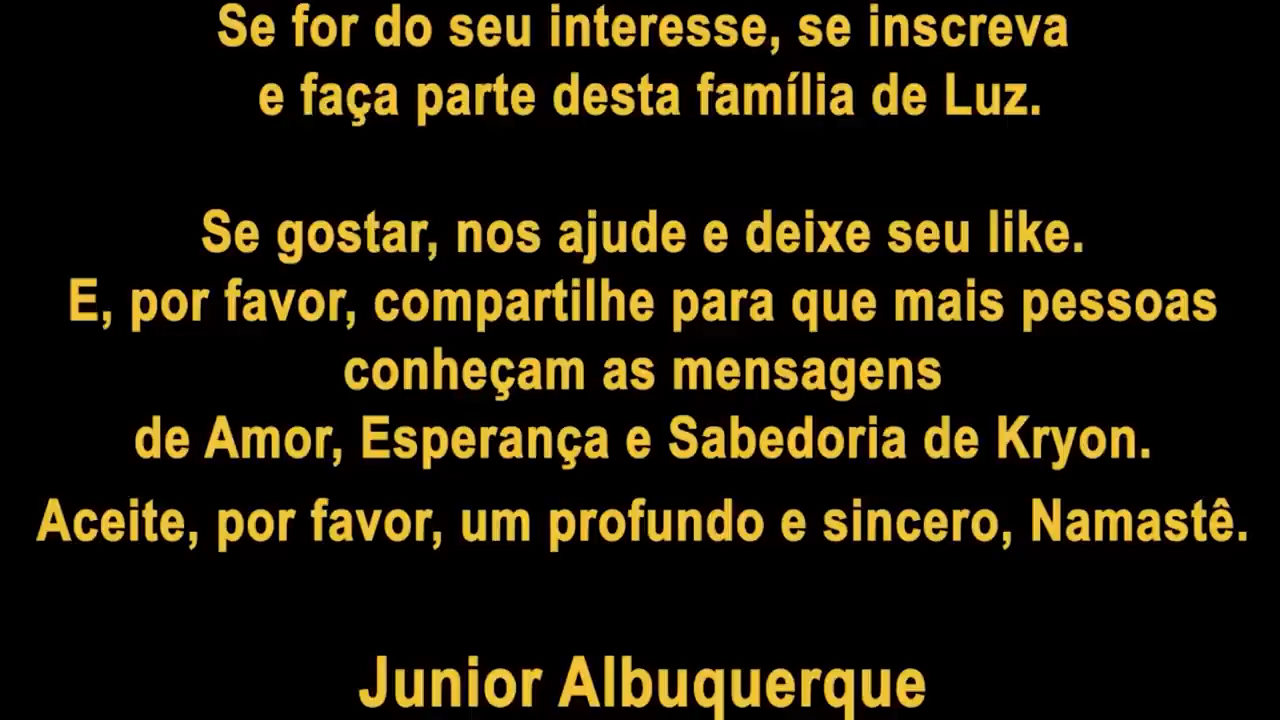 Se for do seu interesse, se inscreva
e faça parte desta família de Luz.
Se gostar, nos ajude e deixe seu like.
E, por favor, compartilhe para que mais pessoas
conheçam as mensagens
de Amor, Esperança e Sabedoria de Kryon.
Aceite, por favor, um profundo e sincero, Namastê.
Junior Albuquerque